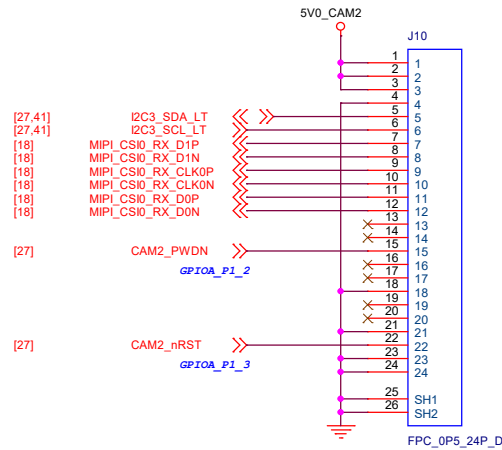 5V0_CAM2
J10
1 1
2 2
3 3
4 4
[27,41] I2C3_SDA_LT 5 5
[27,41] I2C3_SCL_LT 6 6
[18] MIPI_CSI0_RX_D1P 7 7
[18] MIPI_CSI0_RX_D1N 8 8
[18] MIPI_CSI0_RX_CLK0P 9 9
[18] MIPI_CSI0_RX_CLK0N 10 10
[18] MIPI_CSI0_RX_D0P 11 11
[18] MIPI_CSI0_RX_D0N 12 12
13 13
14 14
[27] CAM2_PWDN 15 15
GPIOA_P1_2
16 16
17 17
18 18
19 19
20 20
21 21
[27] CAM2_nRST 22 22
GPIOA_P1_3
23 23
24 24
25 SH1
26 SH2
FPC_0P5_24P_D